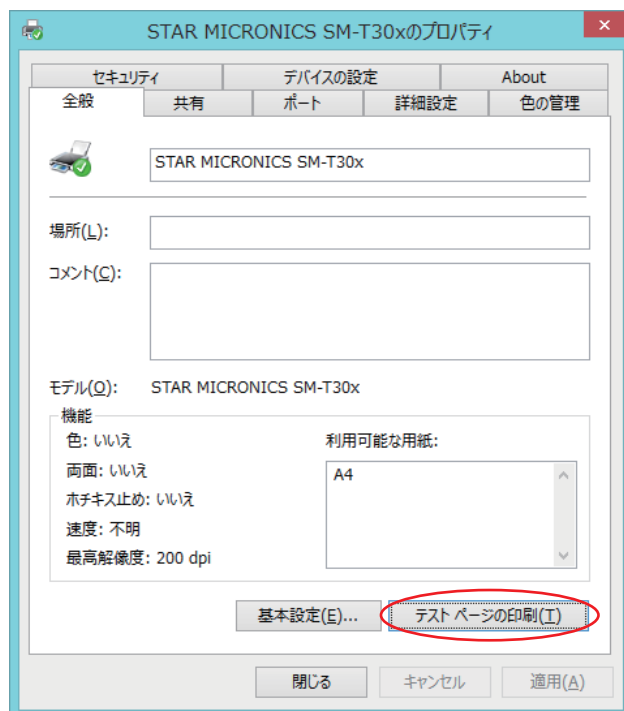 STAR MICRONICS SM-T30xのプロパティ
セキュリティ デバイスの設定 About
全般 共有 ポート 詳細設定 色の管理
STAR MICRONICS SM-T30x
場所(L):
コメント(C):
モデル(O): STAR MICRONICS SM-T30x
機能
色: いいえ 利用可能な用紙:
両面: いいえ A4
ホチキス止め: いいえ
速度: 不明
最高解像度: 200 dpi
基本設定(E)... テスト ページの印刷(T)
閉じる キャンセル 適用(A)